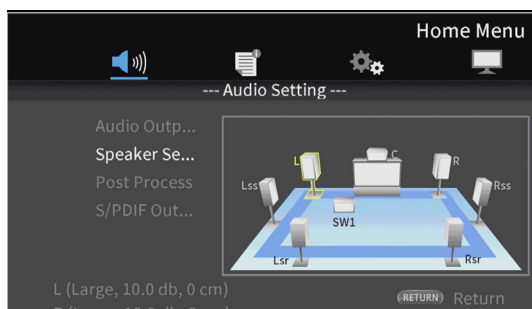 Home Menu
--- Audio Setting ---
Audio Outp...
Speaker Se...
Post Process
S/PDIF Out...
L
C
R
Lss
Rss
SW1
Lsr
Rsr
L (Large, 10.0 db, 0 cm)
RETURN Return